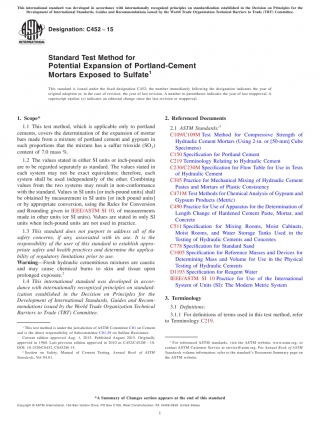 This international standard was developed in accordance with internationally recognized principles on standardization established in the Decision on Principles for the
Development of International Standards, Guides and Recommendations issued by the World Trade Organization Technical Barriers to Trade (TBT) Committee.
Designation: C452 − 15
INTERNATIONAL
Standard Test Method for
Potential Expansion of Portland-Cement
Mortars Exposed to Sulfate1
This standard is issued under the fixed designation C452; the number immediately following the designation indicates the year of
original adoption or, in the case of revision, the year of last revision. A number in parentheses indicates the year of last reapproval. A
superscript epsilon (ε) indicates an editorial change since the last revision or reapproval.
1. Scope*
1.1 This test method, which is applicable only to portland
cements, covers the determination of the expansion of mortar
bars made from a mixture of portland cement and gypsum in
such proportions that the mixture has a sulfur trioxide (SO3)
content of 7.0 mass %.
1.2 The values stated in either SI units or inch-pound units
are to be regarded separately as standard. The values stated in
each system may not be exactly equivalents; therefore, each
system shall be used independently of the other. Combining
values from the two systems may result in non-conformance
with the standard. Values in SI units [or inch-pound units] shall
be obtained by measurement in SI units [or inch pound units]
or by appropriate conversion, using the Rules for Conversion
and Rounding given in IEEE/ASTM SI 10, of measurements
made in other units [or SI units]. Values are stated in only SI
units when inch-pound units are not used in practice.
1.3 This standard does not purport to address all of the
safety concerns, if any, associated with its use. It is the
responsibility of the user of this standard to establish appro-
priate safety and health practices and determine the applica-
bility of regulatory limitations prior to use.
Warning—Fresh hydraulic cementitious mixtures are caustic
and may cause chemical burns to skin and tissue upon
prolonged exposure.2
1.4 This international standard was developed in accor-
dance with internationally recognized principles on standard-
ization established in the Decision on Principles for the
Development of International Standards, Guides and Recom-
mendations issued by the World Trade Organization Technical
Barriers to Trade (TBT) Committee.
1 This test method is under the jurisdiction of ASTM Committee C01 on Cement
and is the direct responsibility of Subcommittee C01.29 on Sulfate Resistance.
Current edition approved Aug. 1, 2015. Published August 2015. Originally
approved in 1960. Last previous edition approved in 2010 as C452/C452M – 10.
DOI: 10.1520/C0452-15.
2 Section on Safety, Manual of Cement Testing, Annual Book of ASTM
Standards, Vol 04.01.
2. Referenced Documents
2.1 ASTM Standards:3
C109/C109M Test Method for Compressive Strength of
Hydraulic Cement Mortars (Using 2-in. or [50-mm] Cube
Specimens)
C150 Specification for Portland Cement
C219 Terminology Relating to Hydraulic Cement
C230/C230M Specification for Flow Table for Use in Tests
of Hydraulic Cement
C305 Practice for Mechanical Mixing of Hydraulic Cement
Pastes and Mortars of Plastic Consistency
C471M Test Methods for Chemical Analysis of Gypsum and
Gypsum Products (Metric)
C490 Practice for Use of Apparatus for the Determination of
Length Change of Hardened Cement Paste, Mortar, and
Concrete
C511 Specification for Mixing Rooms, Moist Cabinets,
Moist Rooms, and Water Storage Tanks Used in the
Testing of Hydraulic Cements and Concretes
C778 Specification for Standard Sand
C1005 Specification for Reference Masses and Devices for
Determining Mass and Volume for Use in the Physical
Testing of Hydraulic Cements
D1193 Specification for Reagent Water
IEEE/ASTM SI 10 Practice for Use of the International
System of Units (SI): The Modern Metric System
3. Terminology
3.1 Definitions:
3.1.1 For definitions of terms used in this test method, refer
to Terminology C219.
3 For referenced ASTM standards, visit the ASTM website, www.astm.org, or
contact ASTM Customer Service at service@astm.org. For Annual Book of ASTM
Standards volume information, refer to the standard's Document Summary page on
the ASTM website.
*A Summary of Changes section appears at the end of this standard
Copyright © ASTM International, 100 Barr Harbor Drive, PO Box C700, West Conshohocken, PA 19428-2959. United States
1